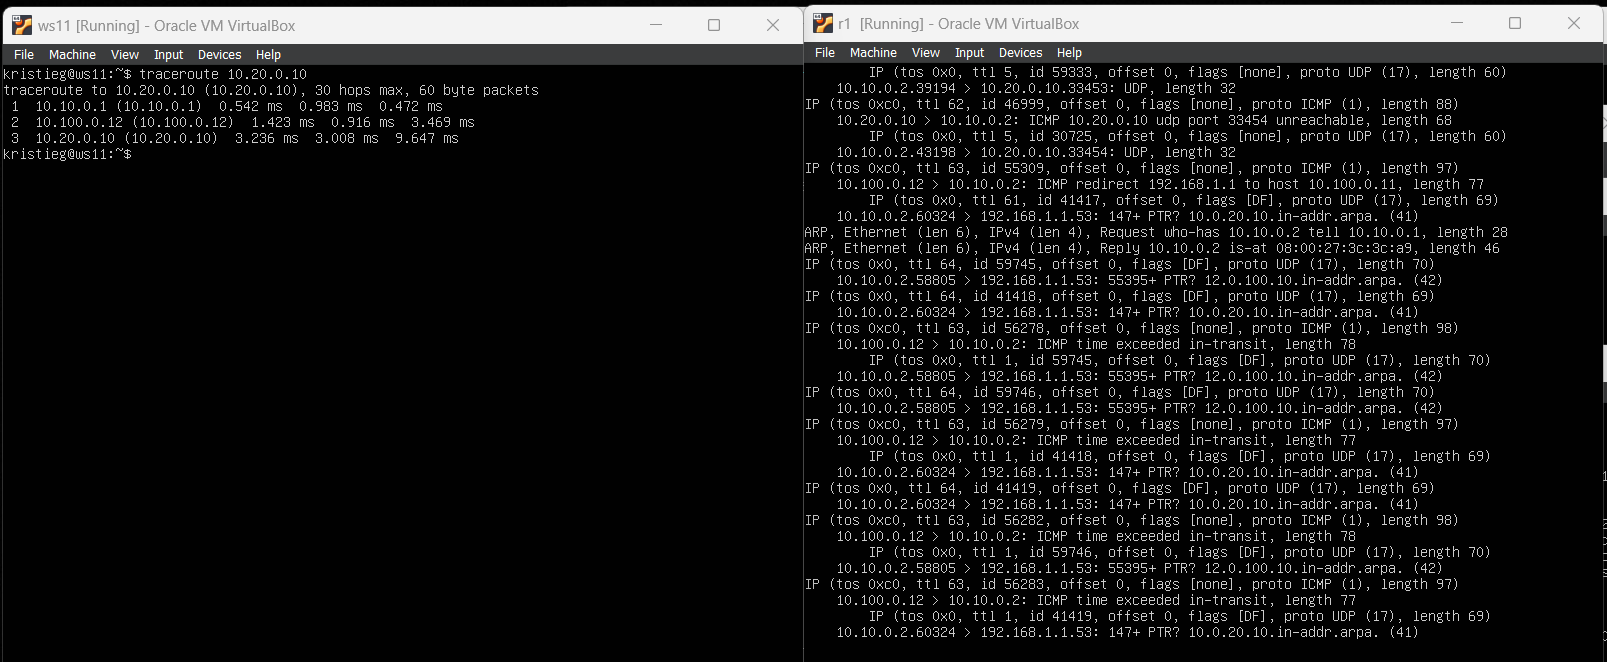 ws11 [Running] - Oracle VM VirtualBox
File Machine View Input Devices Help
kristieg@ws11:~$ traceroute 10.20.0.10
traceroute to 10.20.0.10 (10.20.0.10), 30 hops max, 60 byte packets
1 10.10.0.1 (10.10.0.1) 0.542 ms 0.983 ms 0.472 ms
2 10.100.0.12 (10.100.0.12) 1.423 ms 0.916 ms 3.469 ms
3 10.20.0.10 (10.20.0.10) 3.236 ms 3.008 ms 9.647 ms
kristieg@ws11:~$
r1 [Running] - Oracle VM VirtualBox
File Machine View Input Devices Help
IP (tos 0x0, ttl 5, id 59333, offset 0, flags [none], proto UDP (17), length 60)
10.10.0.2.39194 > 10.20.0.10.33453: UDP, length 32
IP (tos 0xc0, ttl 62, id 46999, offset 0, flags [none], proto ICMP (1), length 88)
10.20.0.10 > 10.10.0.2: ICMP 10.20.0.10 udp port 33454 unreachable, length 68
IP (tos 0x0, ttl 5, id 30725, offset 0, flags [none], proto UDP (17), length 60)
10.10.0.2.43198 > 10.20.0.10.33454: UDP, length 32
IP (tos 0xc0, ttl 63, id 55309, offset 0, flags [none], proto ICMP (1), length 97)
10.100.0.12 > 10.10.0.2: ICMP redirect 192.168.1.1 to host 10.100.0.11, length 77
IP (tos 0x0, ttl 61, id 41417, offset 0, flags [DF], proto UDP (17), length 69)
10.10.0.2.60324 > 192.168.1.1.53: 147+ PTR? 10.0.20.10.in-addr.arpa. (41)
ARP, Ethernet (len 6), IPv4 (len 4), Request who-has 10.10.0.2 tell 10.10.0.1, length 28
ARP, Ethernet (len 6), IPv4 (len 4), Reply 10.10.0.2 is-at 08:00:27:3c:3c:a9, length 46
IP (tos 0x0, ttl 64, id 59745, offset 0, flags [DF], proto UDP (17), length 70)
10.10.0.2.58805 > 192.168.1.1.53: 55395+ PTR? 12.0.100.10.in-addr.arpa. (42)
IP (tos 0x0, ttl 64, id 41418, offset 0, flags [DF], proto UDP (17), length 69)
10.10.0.2.60324 > 192.168.1.1.53: 147+ PTR? 10.0.20.10.in-addr.arpa. (41)
IP (tos 0xc0, ttl 63, id 56278, offset 0, flags [none], proto ICMP (1), length 98)
10.100.0.12 > 10.10.0.2: ICMP time exceeded in-transit, length 78
IP (tos 0x0, ttl 1, id 59745, offset 0, flags [DF], proto UDP (17), length 70)
10.10.0.2.58805 > 192.168.1.1.53: 55395+ PTR? 12.0.100.10.in-addr.arpa. (42)
IP (tos 0x0, ttl 64, id 59746, offset 0, flags [DF], proto UDP (17), length 70)
10.10.0.2.58805 > 192.168.1.1.53: 55395+ PTR? 12.0.100.10.in-addr.arpa. (42)
IP (tos 0xc0, ttl 63, id 56279, offset 0, flags [none], proto ICMP (1), length 97)
10.100.0.12 > 10.10.0.2: ICMP time exceeded in-transit, length 77
IP (tos 0x0, ttl 1, id 41418, offset 0, flags [DF], proto UDP (17), length 69)
10.10.0.2.60324 > 192.168.1.1.53: 147+ PTR? 10.0.20.10.in-addr.arpa. (41)
IP (tos 0x0, ttl 64, id 41419, offset 0, flags [DF], proto UDP (17), length 69)
10.10.0.2.60324 > 192.168.1.1.53: 147+ PTR? 10.0.20.10.in-addr.arpa. (41)
IP (tos 0xc0, ttl 63, id 56282, offset 0, flags [none], proto ICMP (1), length 98)
10.100.0.12 > 10.10.0.2: ICMP time exceeded in-transit, length 78
IP (tos 0x0, ttl 1, id 59746, offset 0, flags [DF], proto UDP (17), length 70)
10.10.0.2.58805 > 192.168.1.1.53: 55395+ PTR? 12.0.100.10.in-addr.arpa. (42)
IP (tos 0xc0, ttl 63, id 56283, offset 0, flags [none], proto ICMP (1), length 97)
10.100.0.12 > 10.10.0.2: ICMP time exceeded in-transit, length 77
IP (tos 0x0, ttl 1, id 41419, offset 0, flags [DF], proto UDP (17), length 69)
10.10.0.2.60324 > 192.168.1.1.53: 147+ PTR? 10.0.20.10.in-addr.arpa. (41)